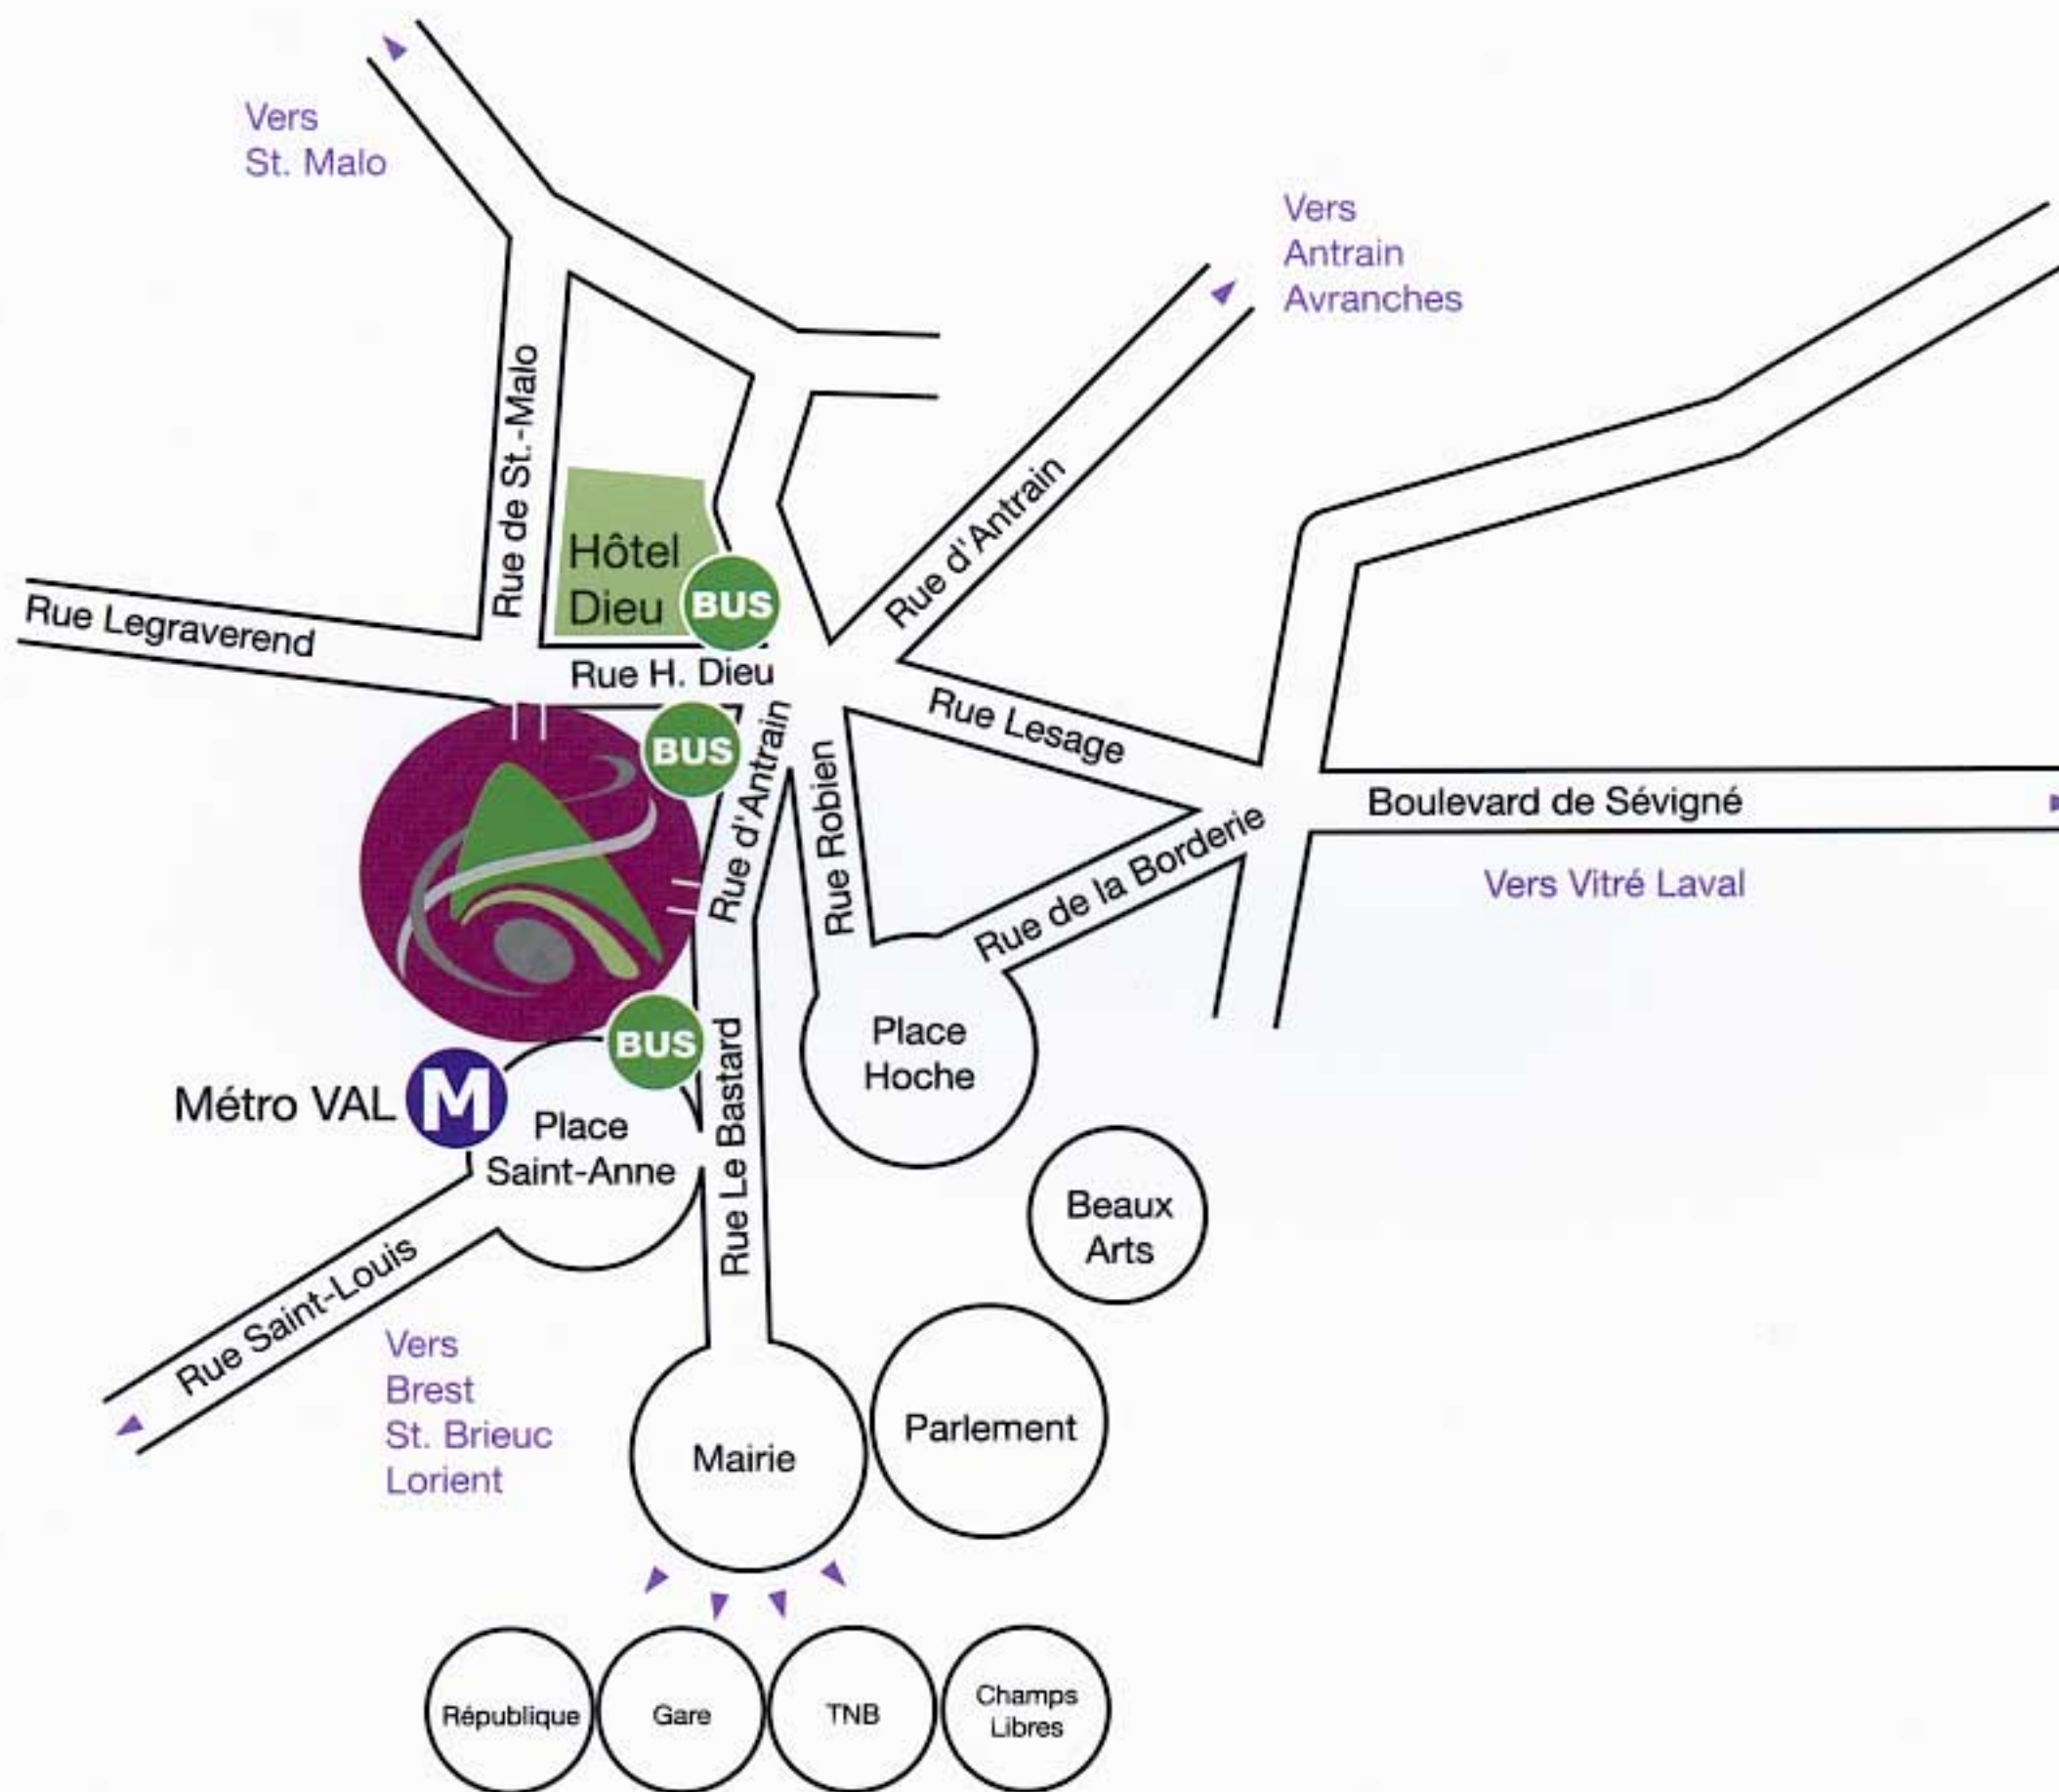 Vers
St. Malo
Vers
Antrain
Avranches
Rue de St.-Malo
Rue d'Antrain
Hôtel
Dieu
BUS
Rue Legraverend
Rue H. Dieu
Rue Lesage
BUS
Rue d'Antrain
Rue Robien
Boulevard de Sévigné
Rue de la Borderie
Vers Vitré Laval
Place
Hoche
BUS
Métro VAL
M
Place
Saint-Anne
Rue Le Bastard
Beaux
Arts
Rue Saint-Louis
Vers
Brest
St. Brieuc
Lorient
Mairie
Parlement
République
Gare
TNB
Champs
Libres